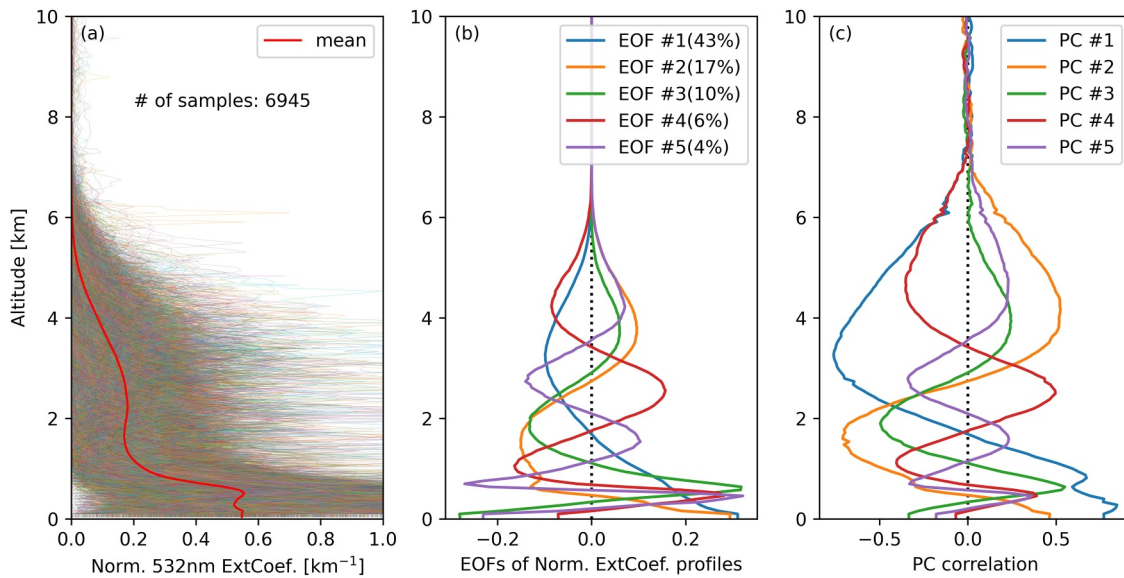 (a)
mean
# of samples: 6945
10
8
6
4
2
0
Altitude [km]
0.0 0.2 0.4 0.6 0.8 1.0
Norm. 532nm ExtCoef. [km⁻¹]
(b)
EOF #1(43%)
EOF #2(17%)
EOF #3(10%)
EOF #4(6%)
EOF #5(4%)
10
8
6
4
2
0
−0.2 0.0 0.2
EOFs of Norm. ExtCoef. profiles
(c)
PC #1
PC #2
PC #3
PC #4
PC #5
10
8
6
4
2
0
−0.5 0.0 0.5
PC correlation